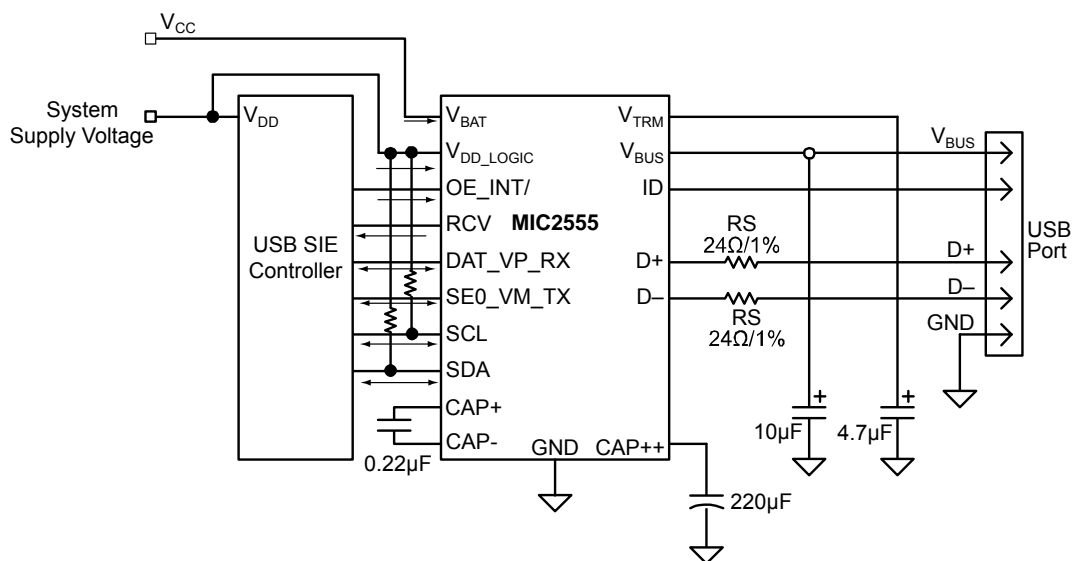 VCC
System
Supply Voltage
VDD
USB SIE
Controller
VBAT
VDD_LOGIC
OE_INT/
RCV
DAT_VP_RX
SE0_VM_TX
SCL
SDA
CAP+
CAP-
0.22µF
MIC2555
VTRM
VBUS
ID
D+
D–
GND
CAP++
RS
24Ω/1%
RS
24Ω/1%
10µF
+
4.7µF
+
220µF
VBUS
D+
D–
GND
USB
Port